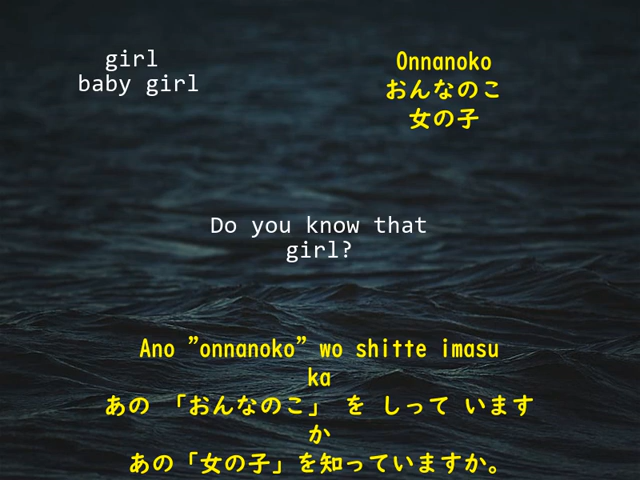 girl
baby girl
Onnanoko
おんなのこ
女の子
Do you know that
girl?
Ano ”onnanoko” wo shitte imasu
ka
あの 「おんなのこ」 を しって います
か
あの「女の子」を知っていますか。